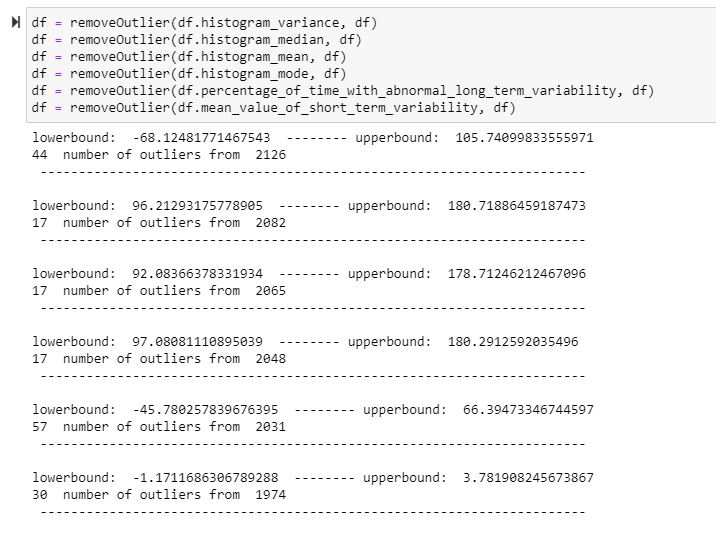 df = removeOutlier(df.histogram_variance, df)
df = removeOutlier(df.histogram_median, df)
df = removeOutlier(df.histogram_mean, df)
df = removeOutlier(df.histogram_mode, df)
df = removeOutlier(df.percentage_of_time_with_abnormal_long_term_variability, df)
df = removeOutlier(df.mean_value_of_short_term_variability, df)
lowerbound:  -68.12481771467543  -------- upperbound:  105.74099833555971
44  number of outliers from  2126
------------------------------------------------------------------------
lowerbound:  96.21293175778905  -------- upperbound:  180.71886459187473
17  number of outliers from  2082
------------------------------------------------------------------------
lowerbound:  92.08366378331934  -------- upperbound:  178.71246212467096
17  number of outliers from  2065
------------------------------------------------------------------------
lowerbound:  97.08081110895039  -------- upperbound:  180.2912592035496
17  number of outliers from  2048
------------------------------------------------------------------------
lowerbound:  -45.780257839676395  -------- upperbound:  66.39473346744597
57  number of outliers from  2031
------------------------------------------------------------------------
lowerbound:  -1.1711686306789288  -------- upperbound:  3.781908245673867
30  number of outliers from  1974
------------------------------------------------------------------------